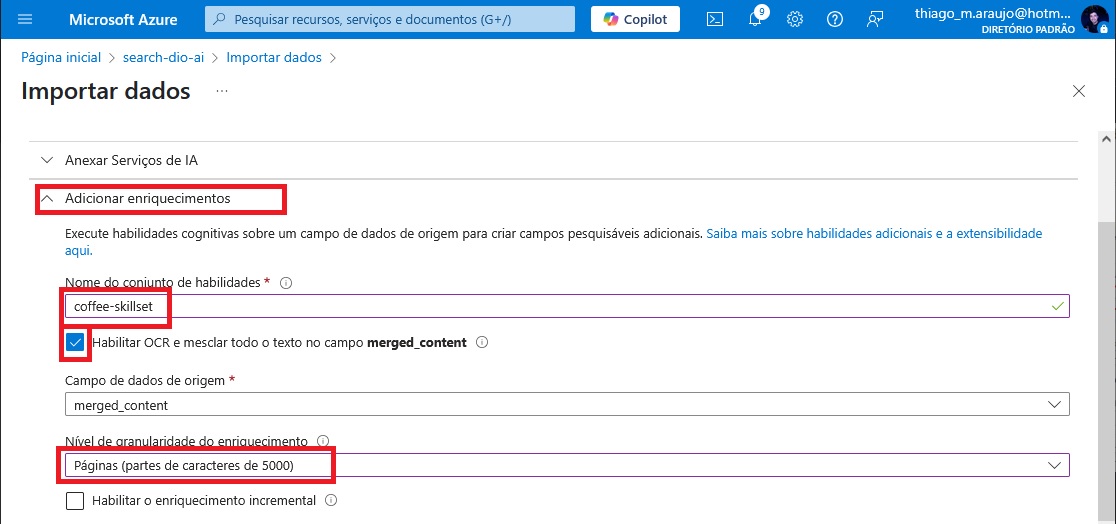 Microsoft Azure
Pesquisar recursos, serviços e documentos (G+/)
Copilot
9
thiago_m.araujo@hotm...
DIRETÓRIO PADRÃO
Página inicial > search-dio-ai > Importar dados >
Importar dados ...
Anexar Serviços de IA
Adicionar enriquecimentos
Execute habilidades cognitivas sobre um campo de dados de origem para criar campos pesquisáveis adicionais. Saiba mais sobre habilidades adicionais e a extensibilidade
aqui.
Nome do conjunto de habilidades *
coffee-skillset
Habilitar OCR e mesclar todo o texto no campo merged_content
Campo de dados de origem *
merged_content
Nível de granularidade do enriquecimento
Páginas (partes de caracteres de 5000)
Habilitar o enriquecimento incremental